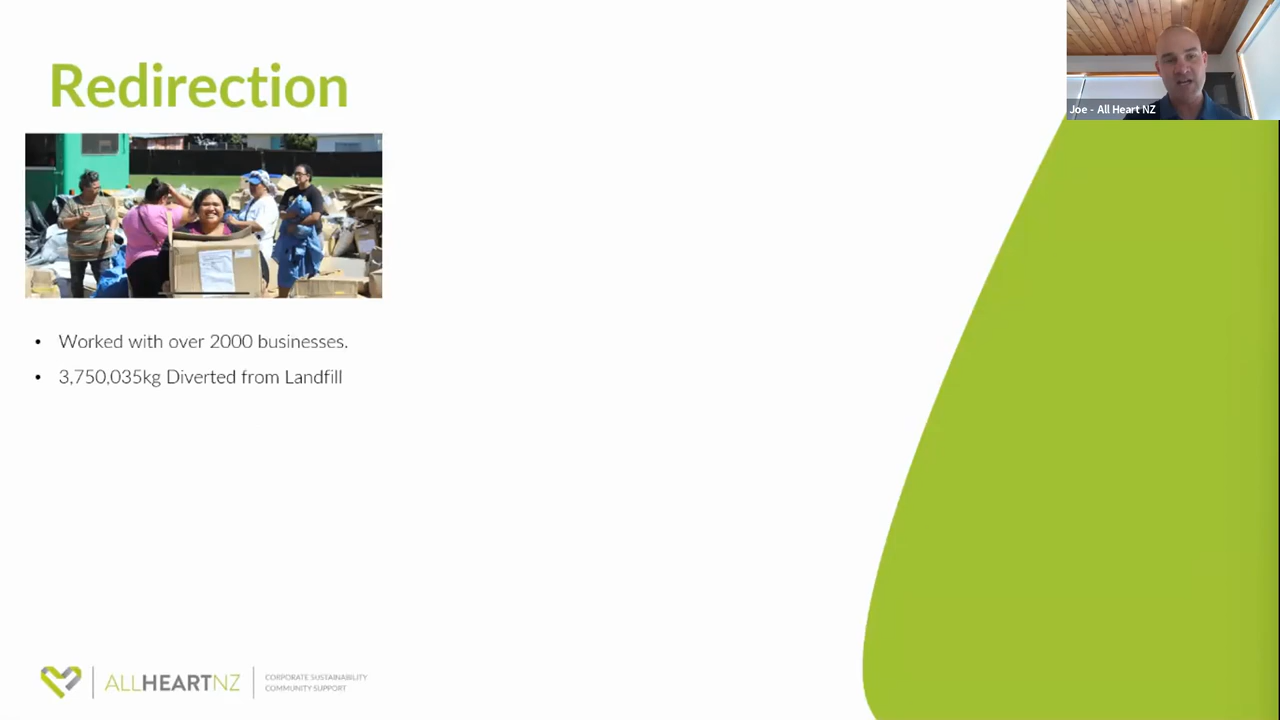 Redirection
Joe - All Heart NZ
• Worked with over 2000 businesses.
• 3,750,035kg Diverted from Landfill
ALLHEARTNZ
CORPORATE SUSTAINABILITY
COMMUNITY SUPPORT